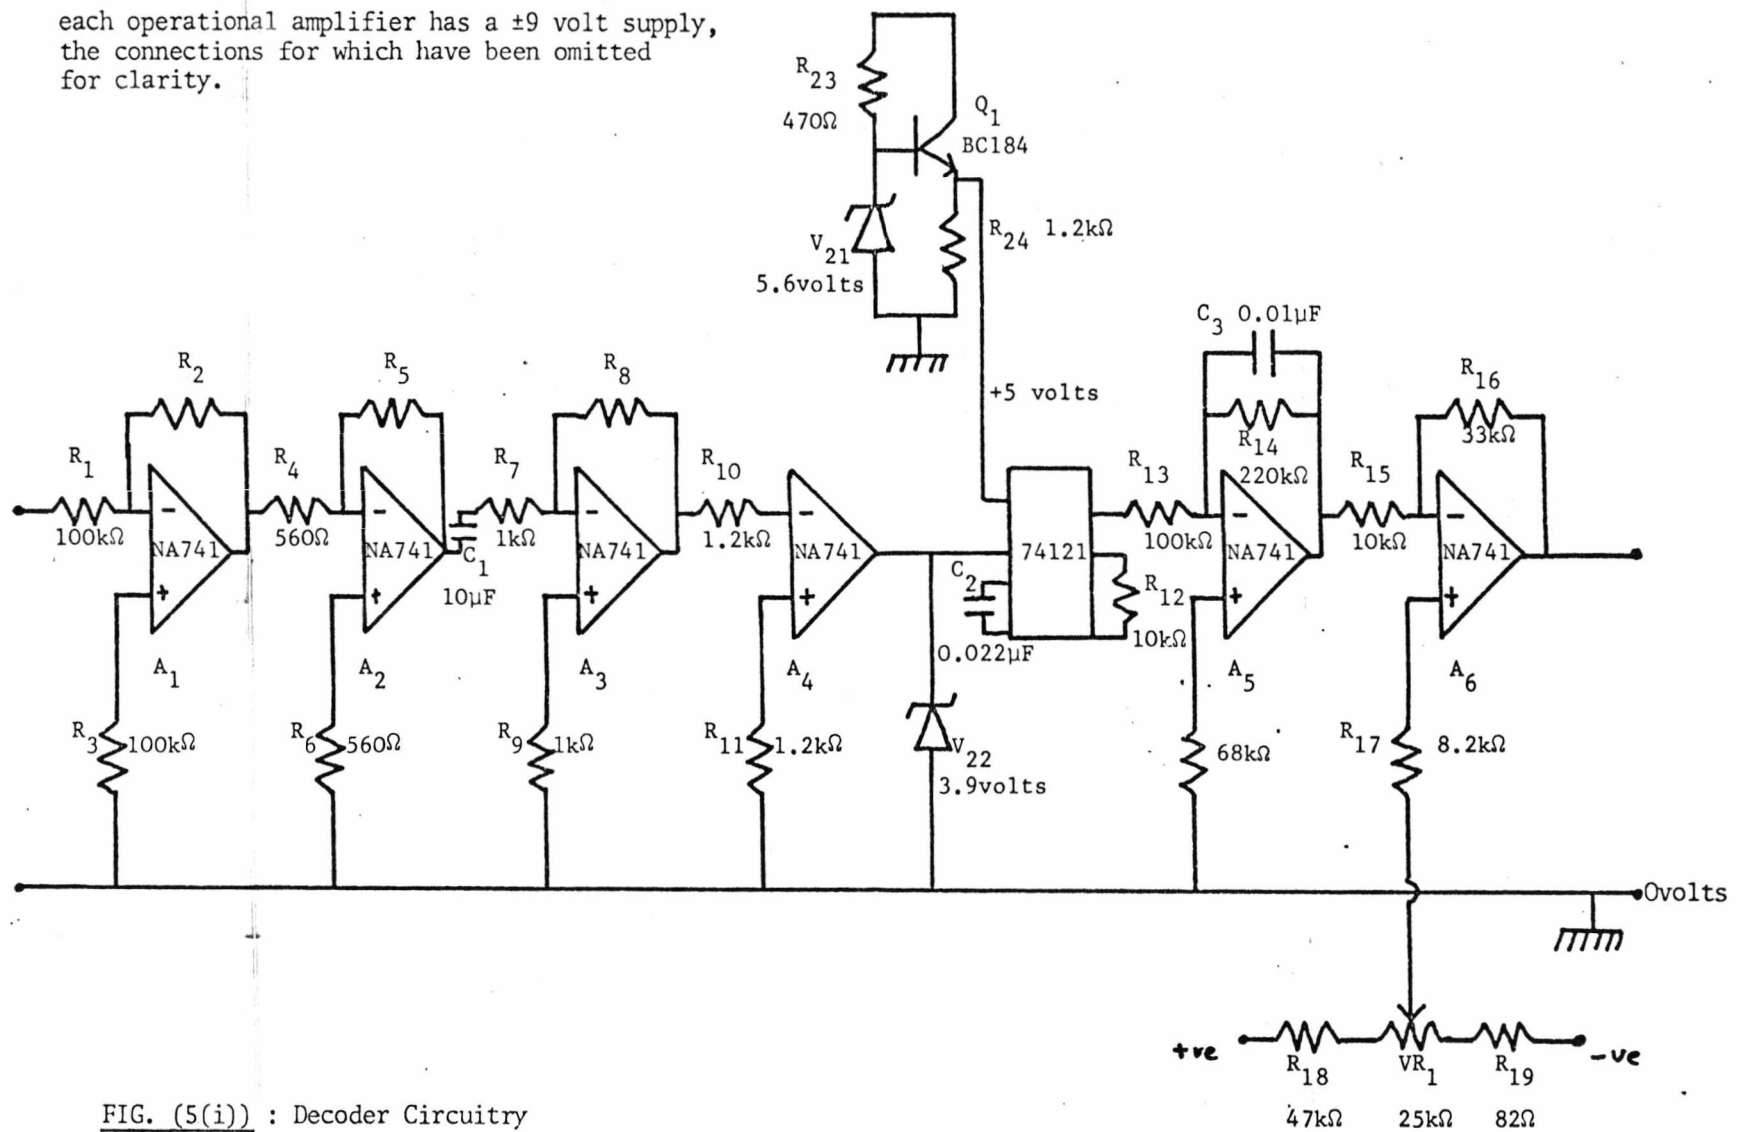 each operational amplifier has a ±9 volt supply,
the connections for which have been omitted
for clarity.
R23
470Ω
Q1
BC184
V21
5.6volts
R24 1.2kΩ
+5 volts
C3 0.01μF
R2
R5
R8
R14
220kΩ
R16
33kΩ
R1
100kΩ
NA741
R4
560Ω
NA741
C1
10μF
R7
1kΩ
NA741
R10
1.2kΩ
NA741
74121
C2
0.022μF
R12
10kΩ
R13
100kΩ
NA741
R15
10kΩ
NA741
A1
A2
A3
A4
A5
A6
R3 100kΩ
R6 560Ω
R9 1kΩ
R11 1.2kΩ
V22
3.9volts
68kΩ
R17 8.2kΩ
0volts
+ve
-ve
R18
47kΩ
VR1
25kΩ
R19
82Ω
FIG. (5(i)) : Decoder Circuitry